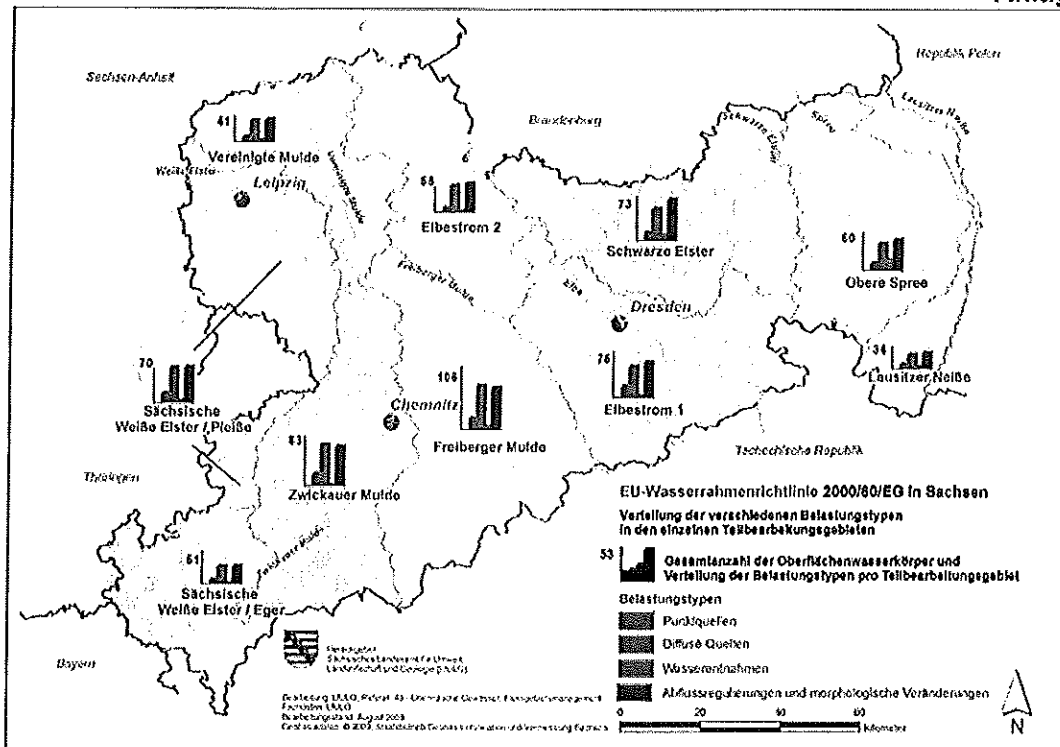 Sachsen-Anhalt
Republik Polen
Brandenburg
Lausitzer Neiße
Spree
Schwarze Elster
41
Vereinigte Mulde
Weiße Elster
Leipzig
Vereinigte Mulde
Elbestrom 2
73
Schwarze Elster
60
Obere Spree
Freiberger Mulde
Elbe
Dresden
34
Lausitzer Neiße
70
Sächsische
Weiße Elster / Pleiße
Chemnitz
106
Freiberger Mulde
Elbestrom 1
Tschechische Republik
Thüringen
Zwickauer Mulde
Zwickauer Mulde
Sächsische
Weiße Elster / Eger
Bayern
EU-Wasserrahmenrichtlinie 2000/60/EG in Sachsen
Verteilung der verschiedenen Belastungstypen
in den einzelnen Teilbearbeitungsgebieten
53
Gesamtanzahl der Oberflächenwasserkörper und
Verteilung der Belastungstypen pro Teilbearbeitungsgebiet
Belastungstypen
Punktquellen
Diffuse Quellen
Wasserentnahmen
Abflussregulierungen und morphologische Veränderungen
0 20 40 60
Kilometer
N
Sächsisches Landesamt für Umwelt